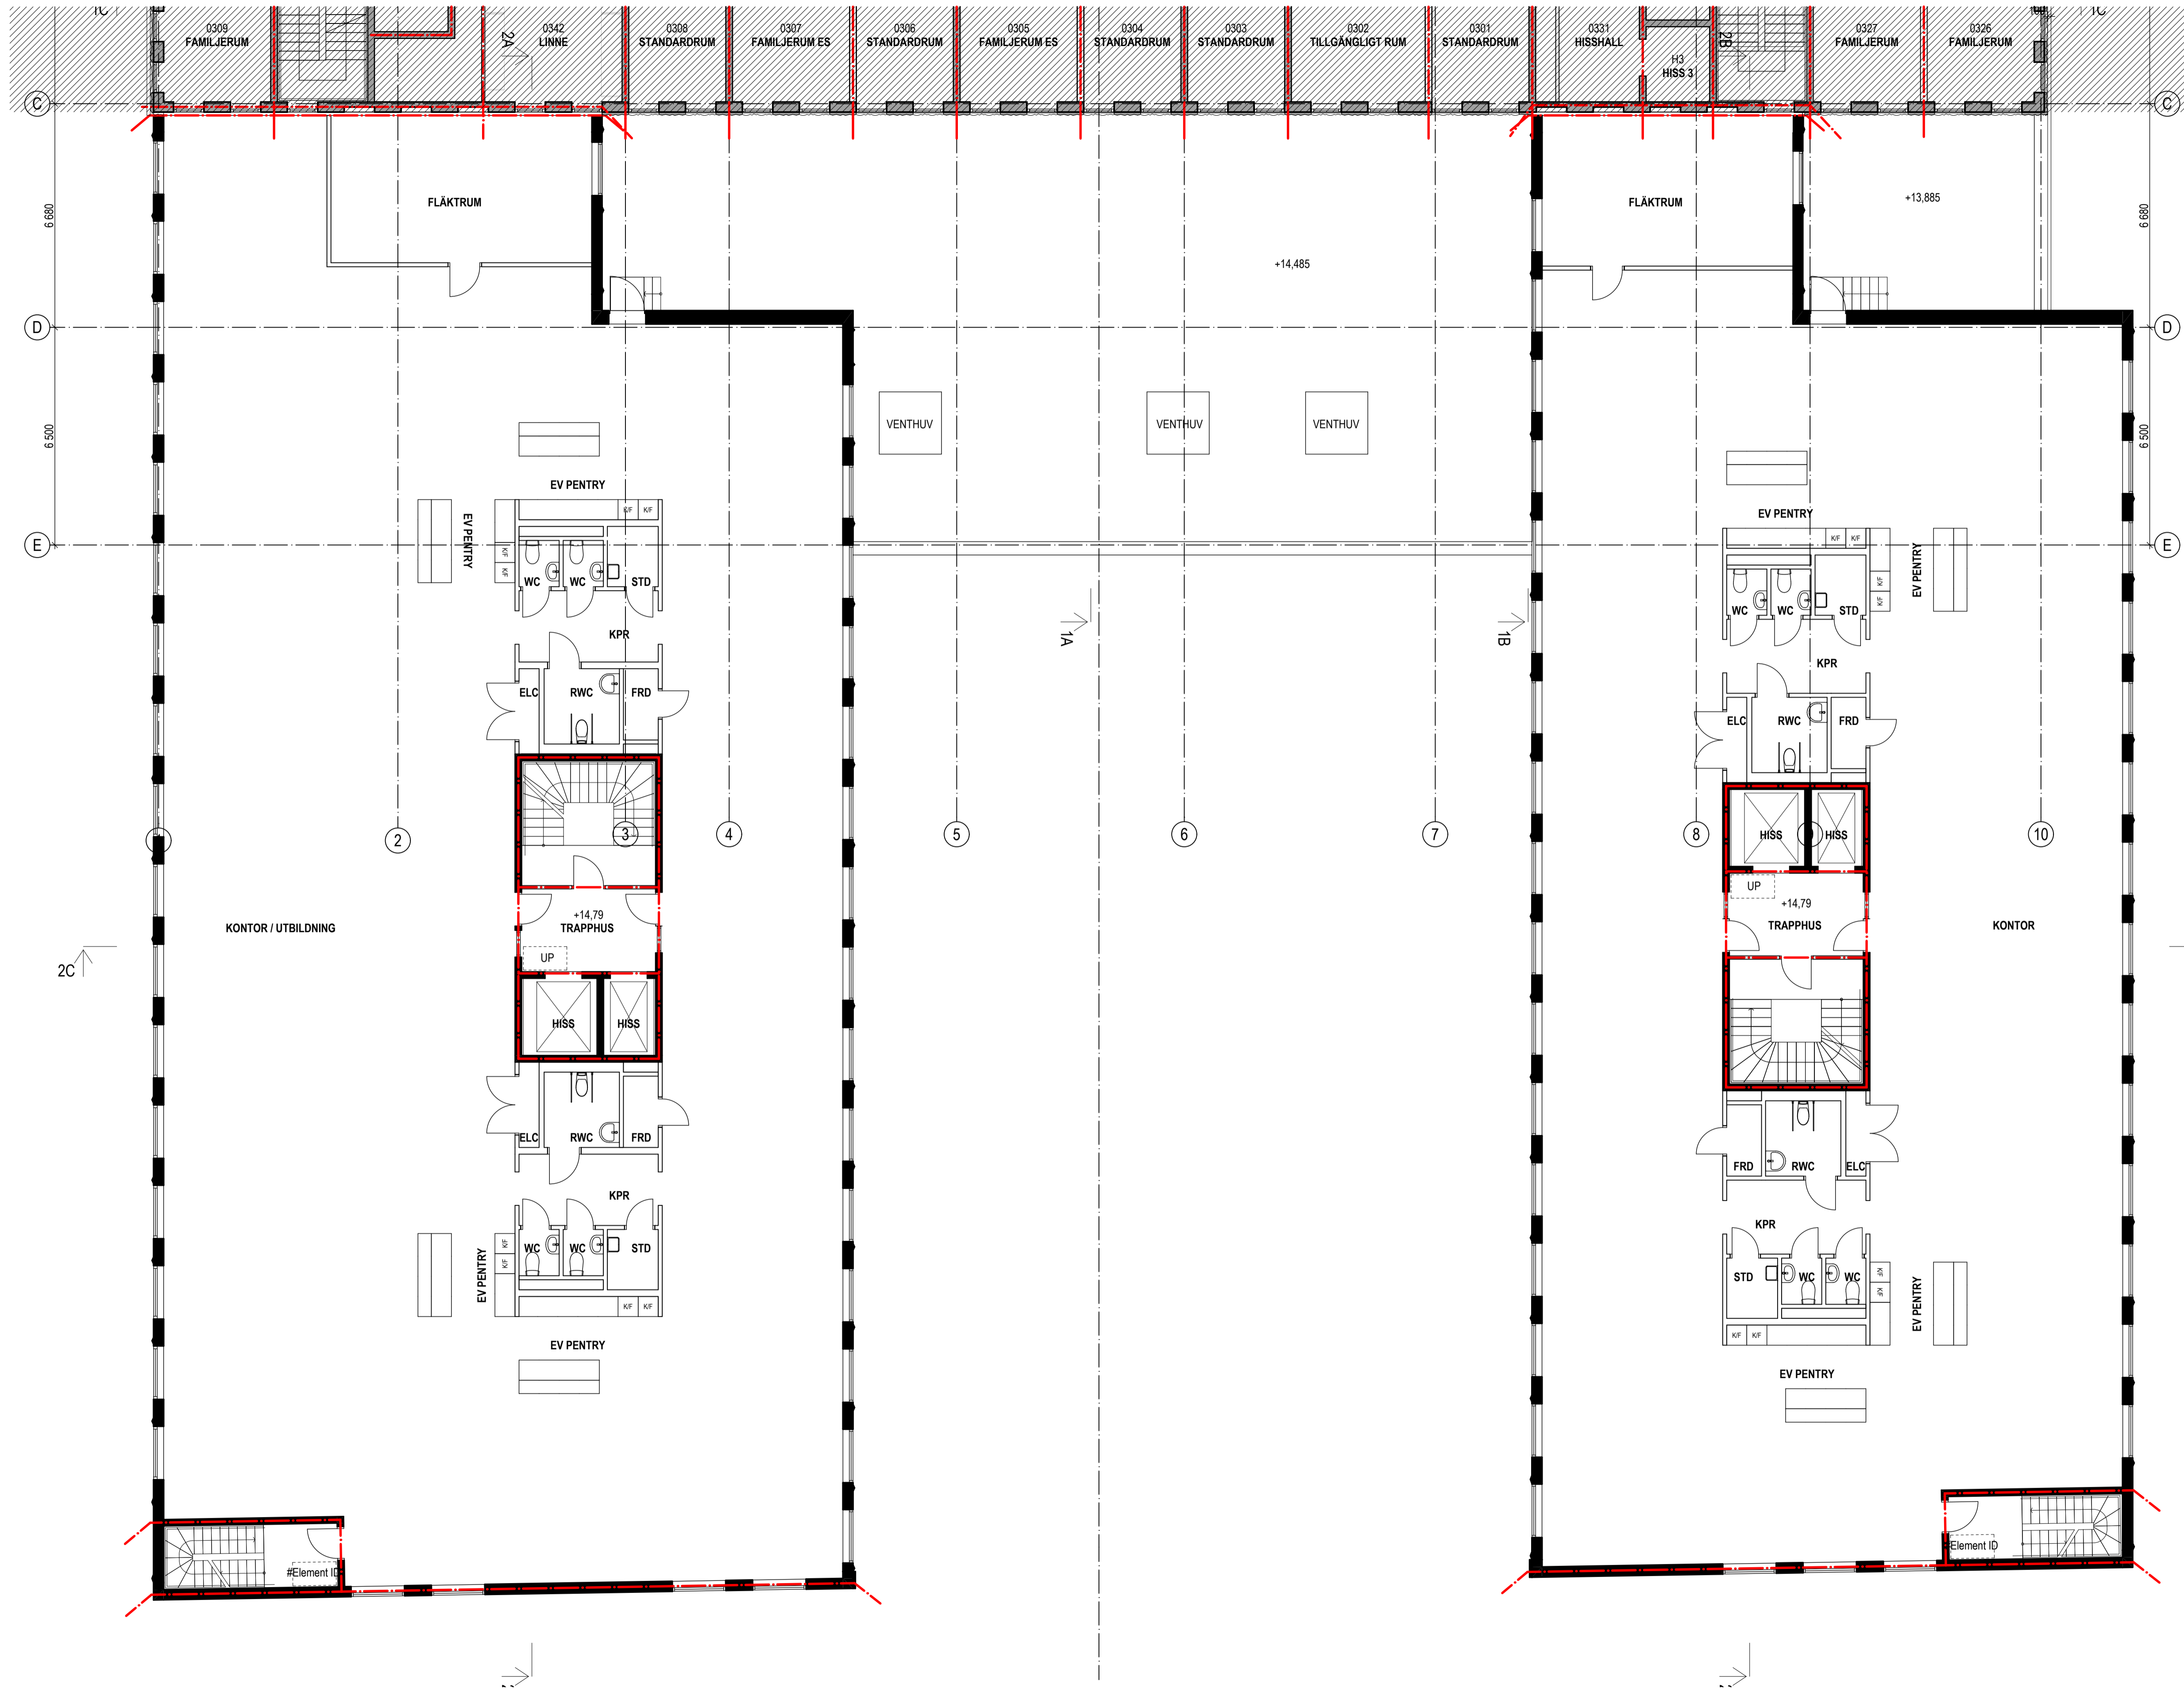 1C
1C
0309
FAMILJERUM
0342
LINNE
0308
STANDARDRUM
0307
FAMILJERUM ES
0306
STANDARDRUM
0305
FAMILJERUM ES
0304
STANDARDRUM
0303
STANDARDRUM
0302
TILLGÄNGLIGT RUM
0301
STANDARDRUM
0331
HISSHALL
H3
HISS 3
0327
FAMILJERUM
0326
FAMILJERUM
2A
2B
C
C
6 680
FLÄKTRUM
+14,485
FLÄKTRUM
+13,885
6 680
D
D
6 500
VENTHUV
VENTHUV
VENTHUV
6 500
EV PENTRY
EV PENTRY
K/F
K/F
K/F
K/F
EV PENTRY
EV PENTRY
K/F
K/F
K/F
K/F
E
E
WC
WC
STD
KPR
ELC
RWC
FRD
WC
WC
STD
KPR
ELC
RWC
FRD
1A
1B
2
3
4
5
6
7
8
10
HISS
HISS
KONTOR / UTBILDNING
+14,79
TRAPPHUS
UP
HISS
HISS
UP
+14,79
TRAPPHUS
KONTOR
2C
ELC
RWC
FRD
KPR
WC
WC
STD
K/F
K/F
K/F
K/F
EV PENTRY
EV PENTRY
FRD
RWC
ELC
KPR
STD
WC
WC
K/F
K/F
K/F
K/F
EV PENTRY
EV PENTRY
#Element ID
Element ID